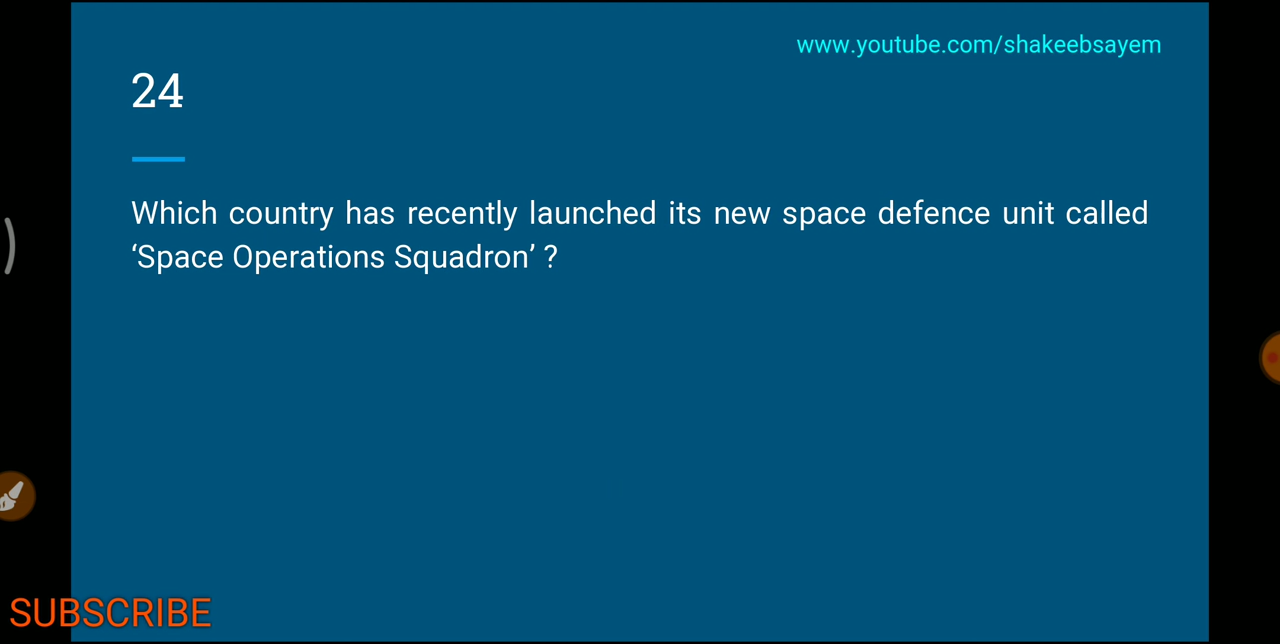 www.youtube.com/shakeebsayem
24
Which country has recently launched its new space defence unit called
‘Space Operations Squadron’ ?
SUBSCRIBE